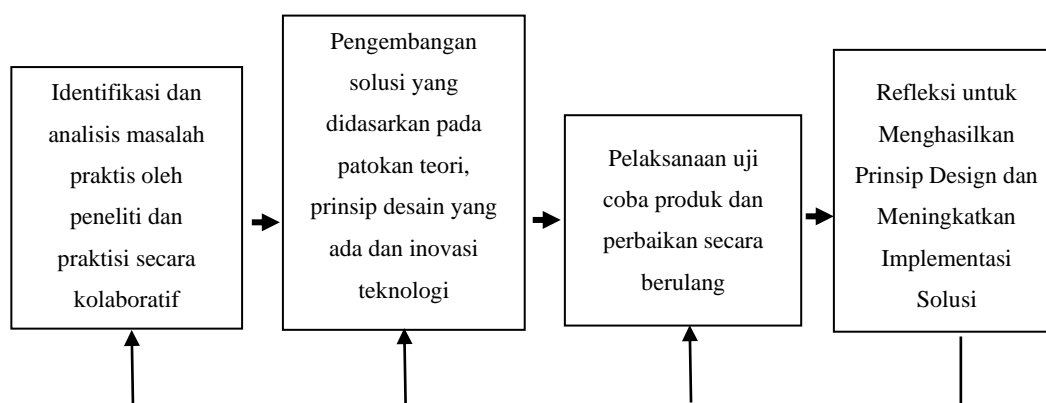 Identifikasi dan
analisis masalah
praktis oleh
peneliti dan
praktisi secara
kolaboratif
Pengembangan
solusi yang
didasarkan pada
patokan teori,
prinsip desain yang
ada dan inovasi
teknologi
Pelaksanaan uji
coba produk dan
perbaikan secara
berulang
Refleksi untuk
Menghasilkan
Prinsip Design dan
Meningkatkan
Implementasi
Solusi